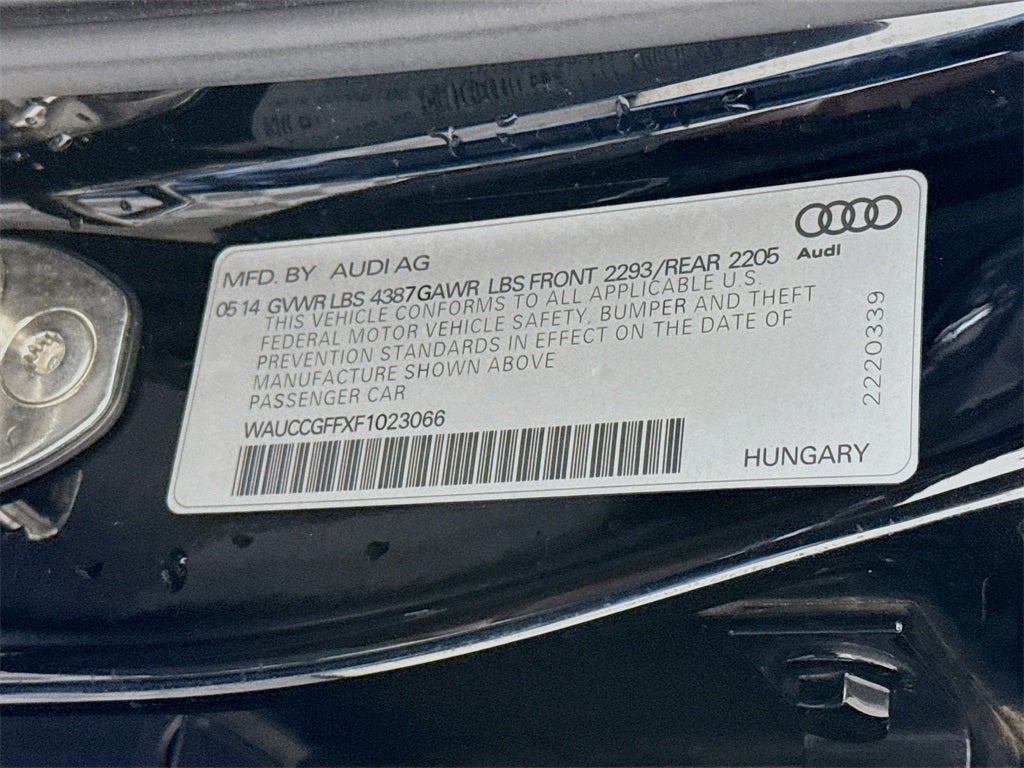 Audi
MFD. BY AUDI AG
05 14 GVWR LBS 4387 GAWR LBS FRONT 2293/REAR 2205
THIS VEHICLE CONFORMS TO ALL APPLICABLE U.S.
FEDERAL MOTOR VEHICLE SAFETY, BUMPER AND THEFT
PREVENTION STANDARDS IN EFFECT ON THE DATE OF
MANUFACTURE SHOWN ABOVE
PASSENGER CAR
WAUCCGFFXF1023066
HUNGARY
2220339